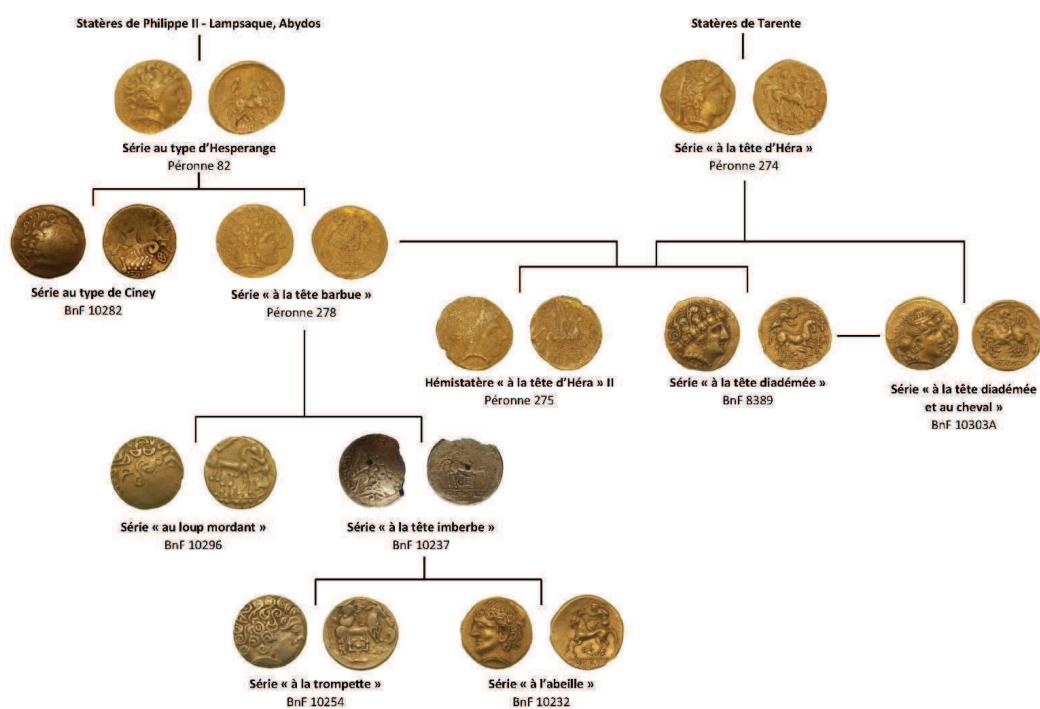 Statères de Philippe II - Lampsaque, Abydos
Statères de Tarente
Série au type d'Hesperange
Péronne 82
Série « à la tête d'Héra »
Péronne 274
Série au type de Ciney
BnF 10282
Série « à la tête barbue »
Péronne 278
Hémistatère « à la tête d'Héra » II
Péronne 275
Série « à la tête diadémée »
BnF 8389
Série « à la tête diadémée
et au cheval »
BnF 10303A
Série « au loup mordant »
BnF 10296
Série « à la tête imberbe »
BnF 10237
Série « à la trompette »
BnF 10254
Série « à l'abeille »
BnF 10232